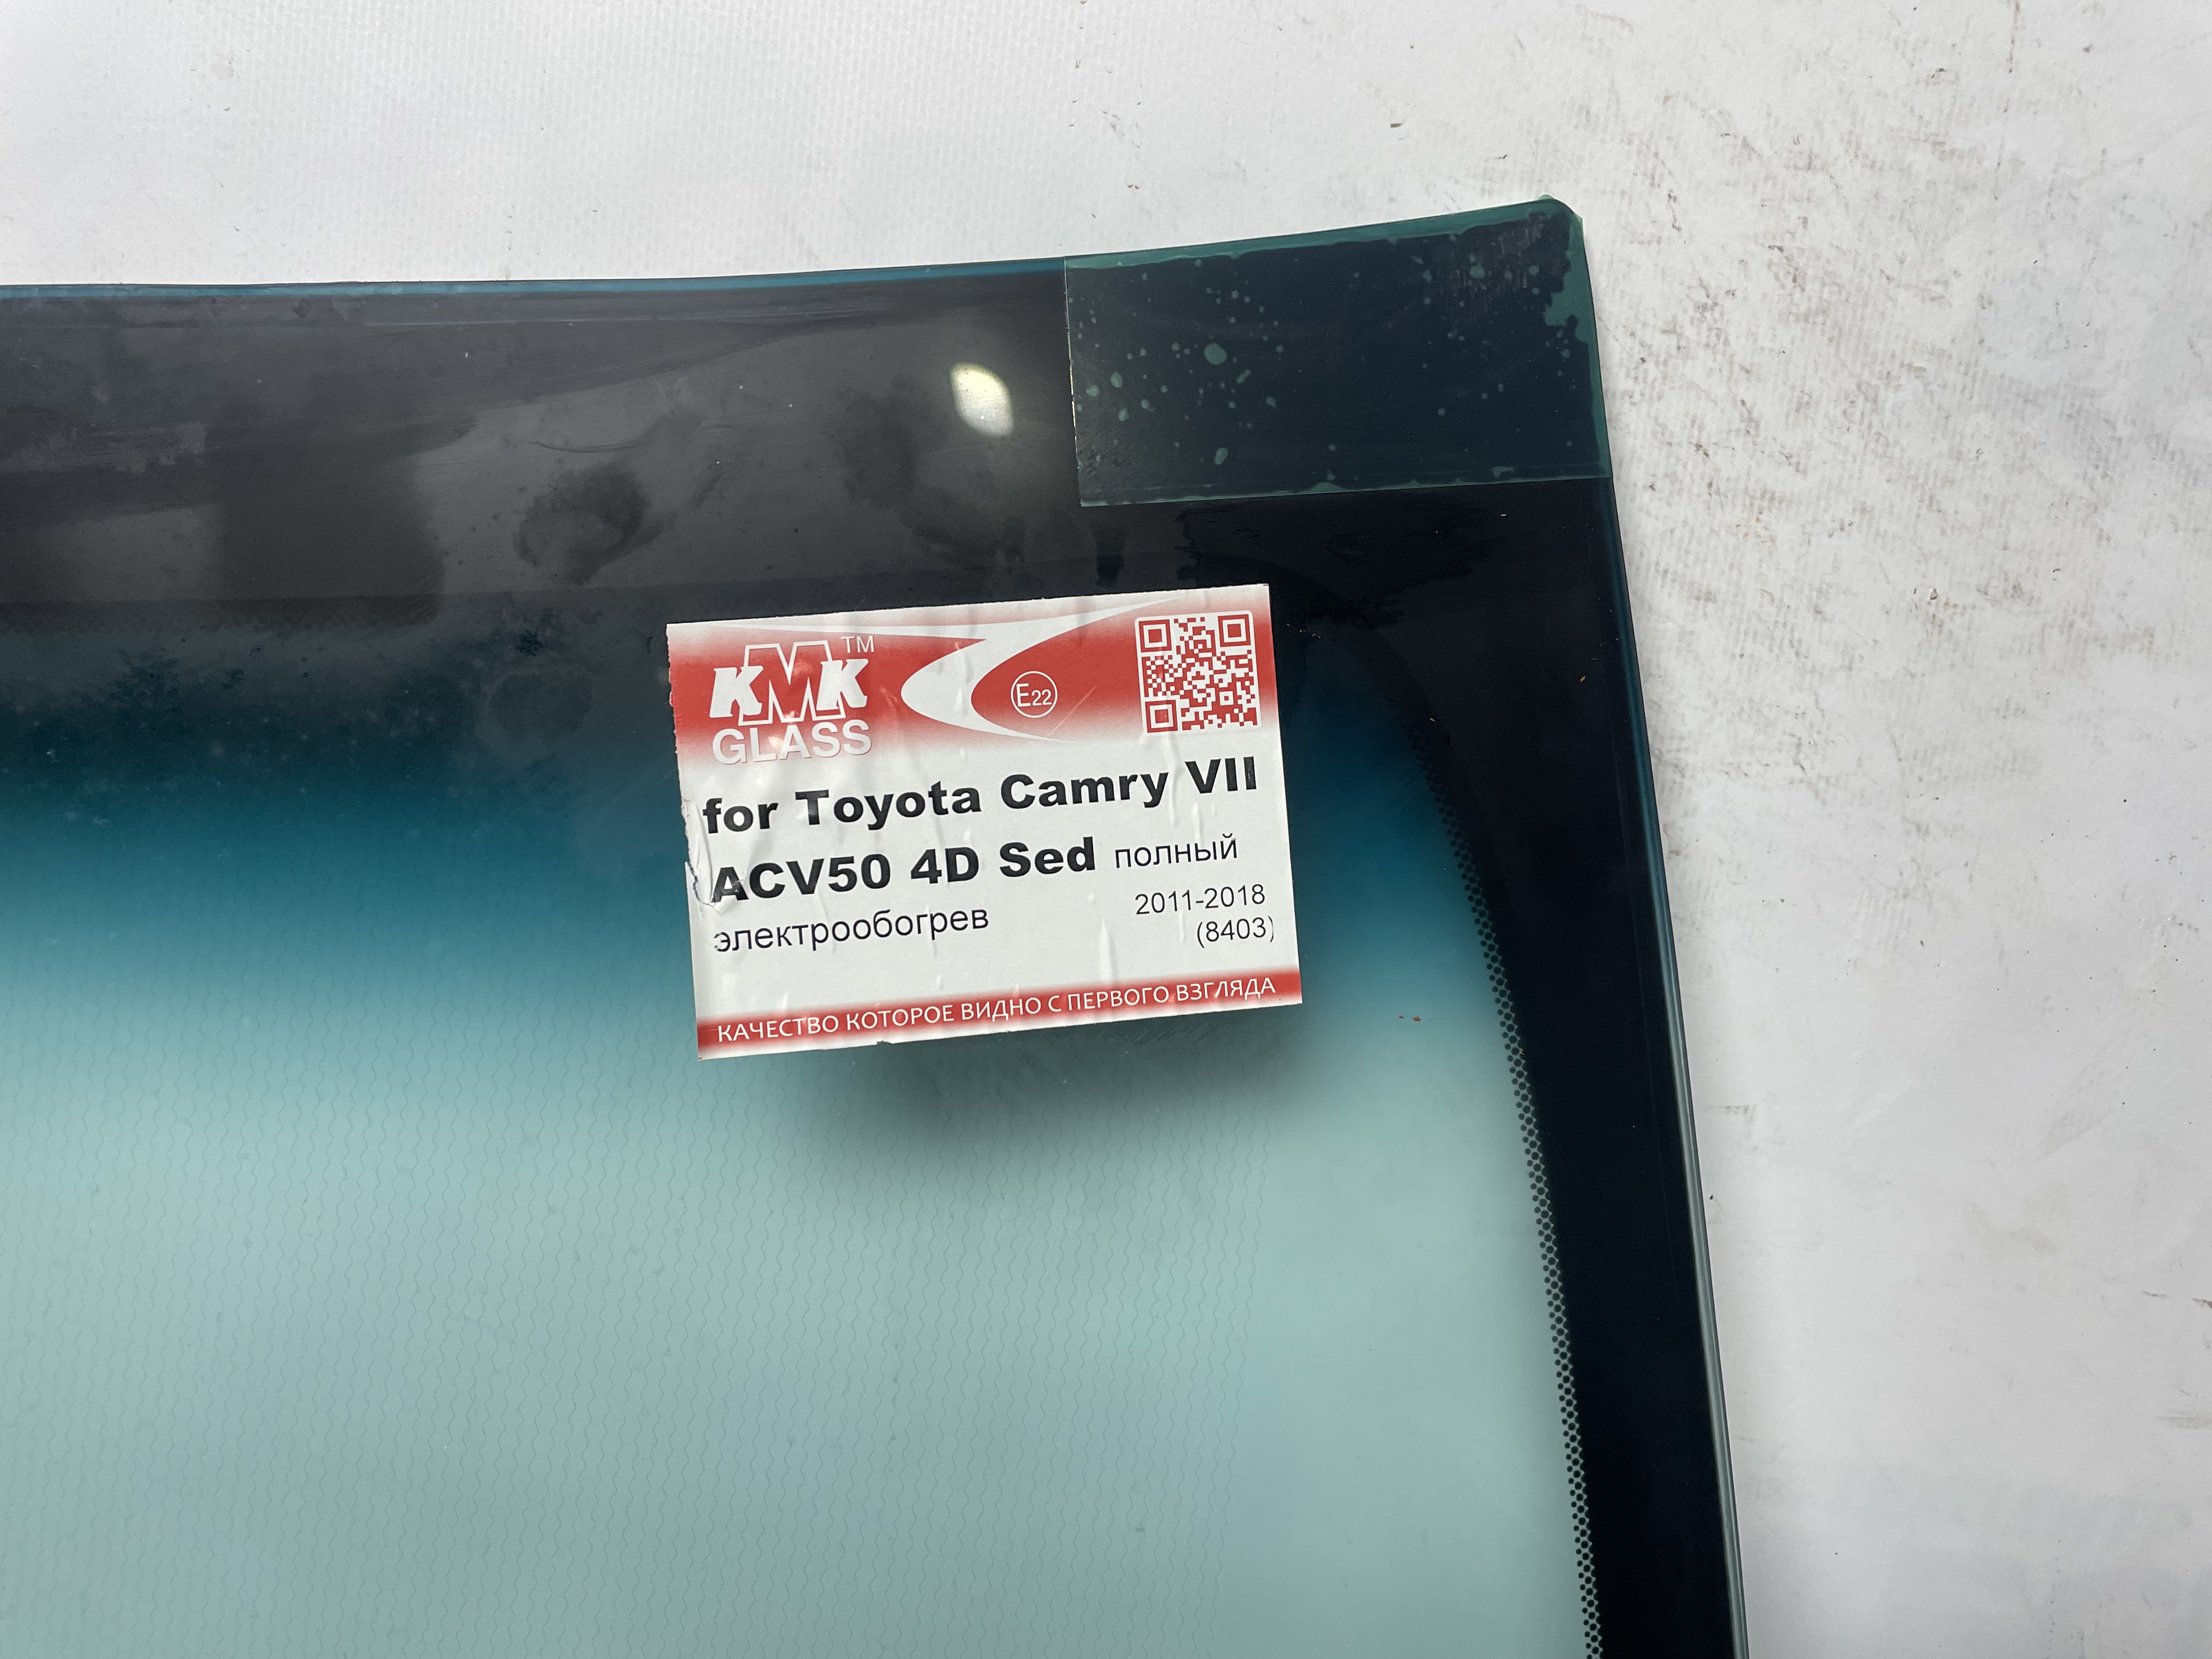 KMK™
GLASS
E22
for Toyota Camry VII
ACV50 4D Sed полный
электрообогрев 2011-2018
(8403)
КАЧЕСТВО КОТОРОЕ ВИДНО С ПЕРВОГО ВЗГЛЯДА